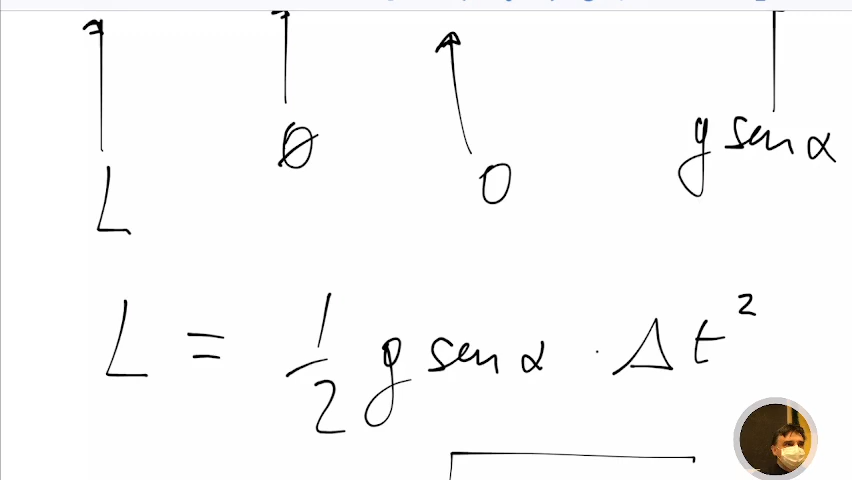 L 0 0 g sen α
L = 1/2 g sen α · Δt²